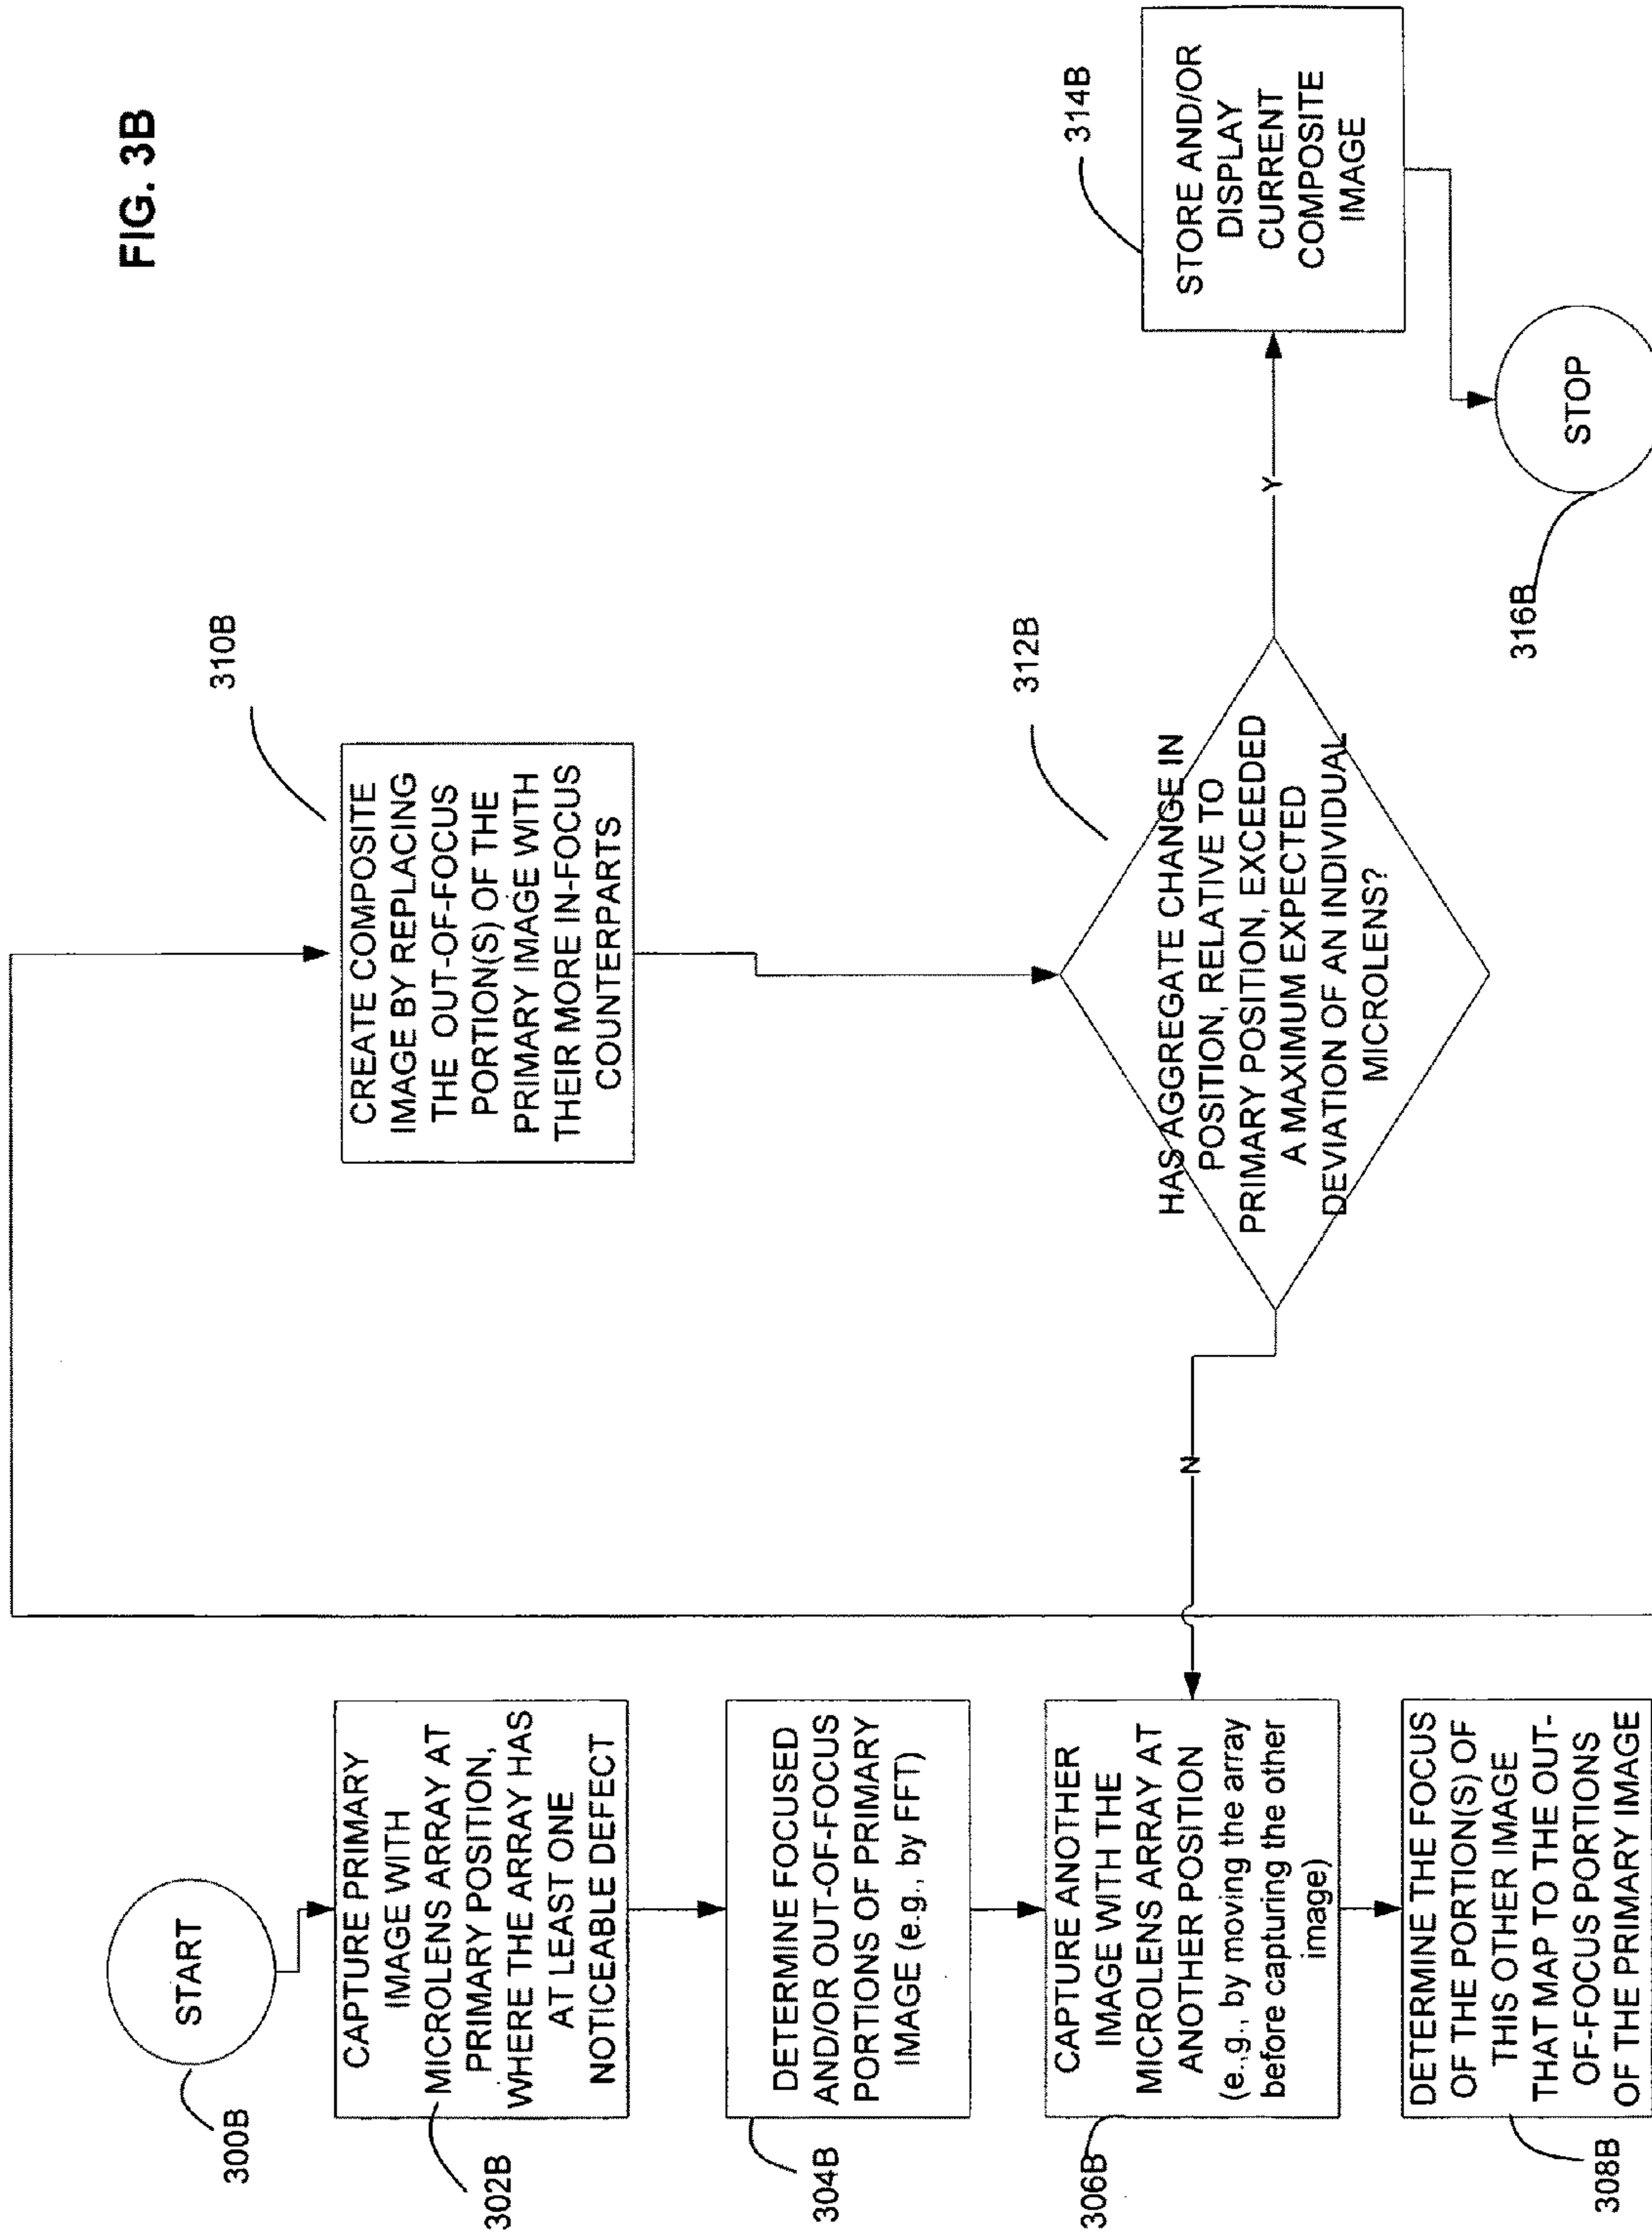 FIG. 3B
START
300B
CAPTURE PRIMARY
IMAGE WITH
MICROLENS ARRAY AT
PRIMARY POSITION,
WHERE THE ARRAY HAS
AT LEAST ONE
NOTICEABLE DEFECT
302B
DETERMINE FOCUSED
AND/OR OUT-OF-FOCUS
PORTIONS OF PRIMARY
IMAGE (e.g., by FFT)
304B
CAPTURE ANOTHER
IMAGE WITH THE
MICROLENS ARRAY AT
ANOTHER POSITION
(e.g., by moving the array
before capturing the other
image)
306B
DETERMINE THE FOCUS
OF THE PORTION(S) OF
THIS OTHER IMAGE
THAT MAP TO THE OUT-
OF-FOCUS PORTIONS
OF THE PRIMARY IMAGE
308B
CREATE COMPOSITE
IMAGE BY REPLACING
THE OUT-OF-FOCUS
PORTION(S) OF THE
PRIMARY IMAGE WITH
THEIR MORE IN-FOCUS
COUNTERPARTS
310B
HAS AGGREGATE CHANGE IN
POSITION, RELATIVE TO
PRIMARY POSITION, EXCEEDED
A MAXIMUM EXPECTED
DEVIATION OF AN INDIVIDUAL
MICROLENS?
312B
N
Y
STORE AND/OR
DISPLAY
CURRENT
COMPOSITE
IMAGE
314B
STOP
316B